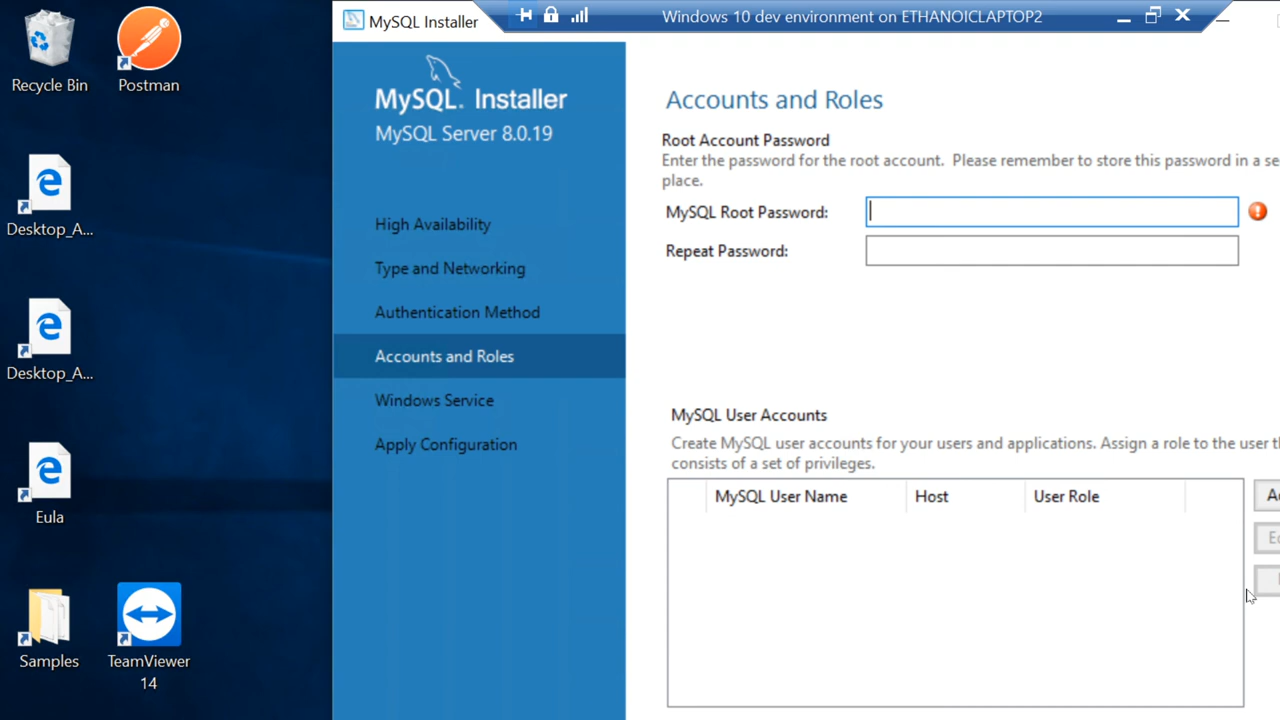 Recycle Bin
Postman
Desktop_A...
Desktop_A...
Eula
Samples
TeamViewer
14
MySQL Installer
Windows 10 dev environment on ETHANOICLAPTOP2
MySQL. Installer
MySQL Server 8.0.19
High Availability
Type and Networking
Authentication Method
Accounts and Roles
Windows Service
Apply Configuration
Accounts and Roles
Root Account Password
Enter the password for the root account. Please remember to store this password in a se
place.
MySQL Root Password:
Repeat Password:
MySQL User Accounts
Create MySQL user accounts for your users and applications. Assign a role to the user th
consists of a set of privileges.
MySQL User Name Host User Role